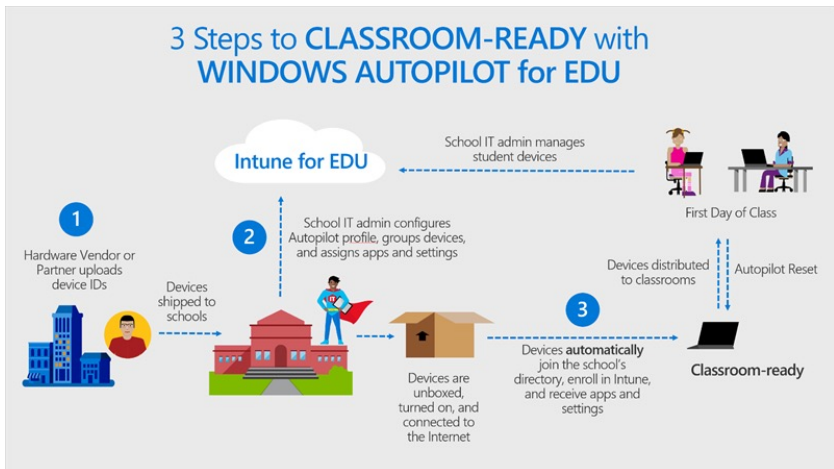 3 Steps to CLASSROOM-READY with
WINDOWS AUTOPILOT for EDU
Intune for EDU
School IT admin manages
student devices
First Day of Class
1
Hardware Vendor or
Partner uploads
device IDs
2
School IT admin configures
Autopilot profile, groups devices,
and assigns apps and settings
Devices
shipped to
schools
IT
Devices are
unboxed,
turned on, and
connected to
the Internet
3
Devices automatically
join the school's
directory, enroll in Intune,
and receive apps and
settings
Devices distributed
to classrooms
Autopilot Reset
Classroom-ready